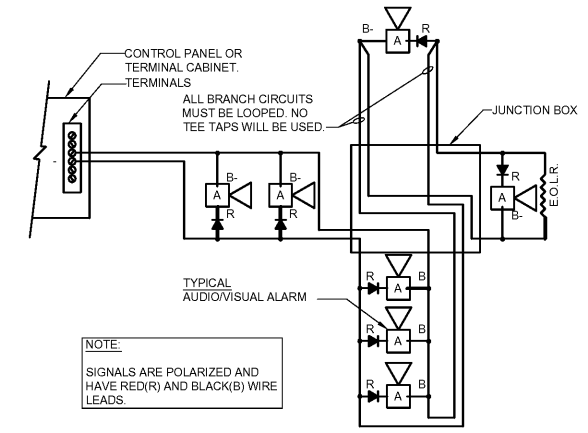 B-
R
A
CONTROL PANEL OR
TERMINAL CABINET.
TERMINALS
ALL BRANCH CIRCUITS
MUST BE LOOPED. NO
TEE TAPS WILL BE USED.
JUNCTION BOX
-
B-
A
R
B-
A
R
R
A
B-
E.O.L.R.
TYPICAL
AUDIO/VISUAL ALARM
R
B
A
R
B
A
R
B
A
NOTE:
SIGNALS ARE POLARIZED AND
HAVE RED(R) AND BLACK(B) WIRE
LEADS.